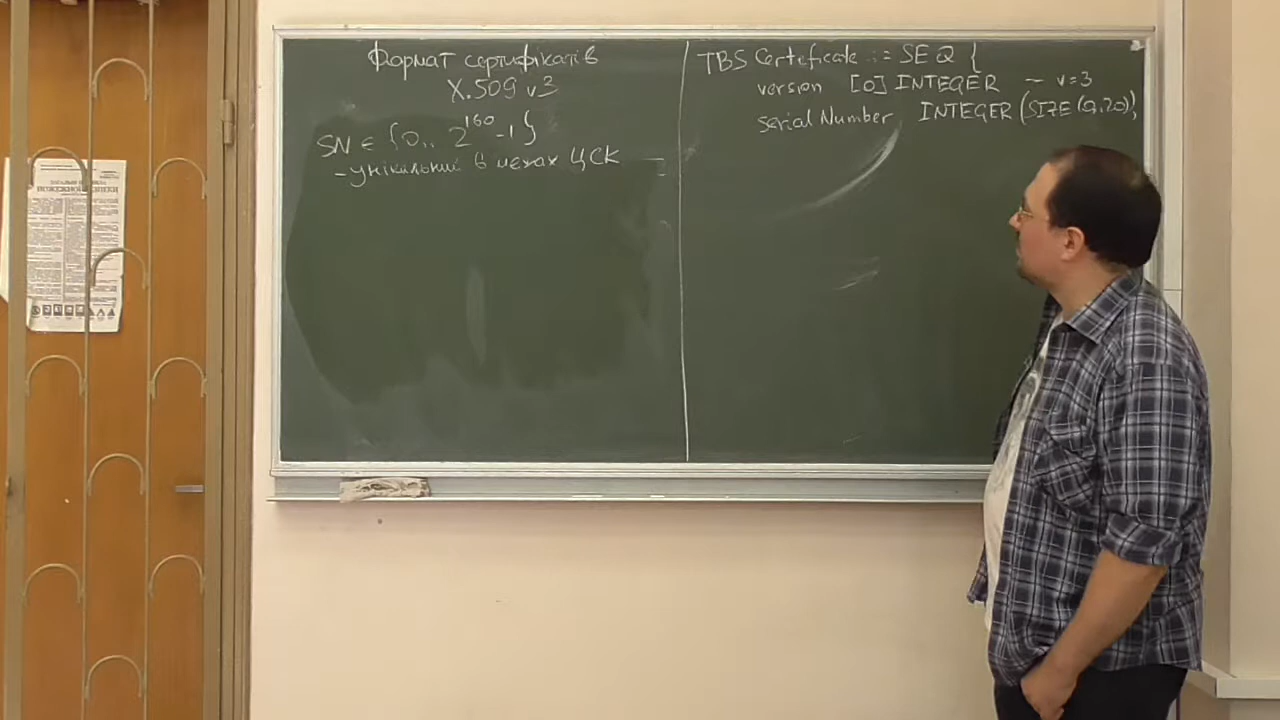 Формат сертифікатів
X.509 v3
SN ∈ {0.. 2^160 -1}
- унікальний в межах ЦСК
TBS Certificate ::= SEQ {
version [0] INTEGER ~ v=3
serial Number INTEGER (SIZE(0,20)),